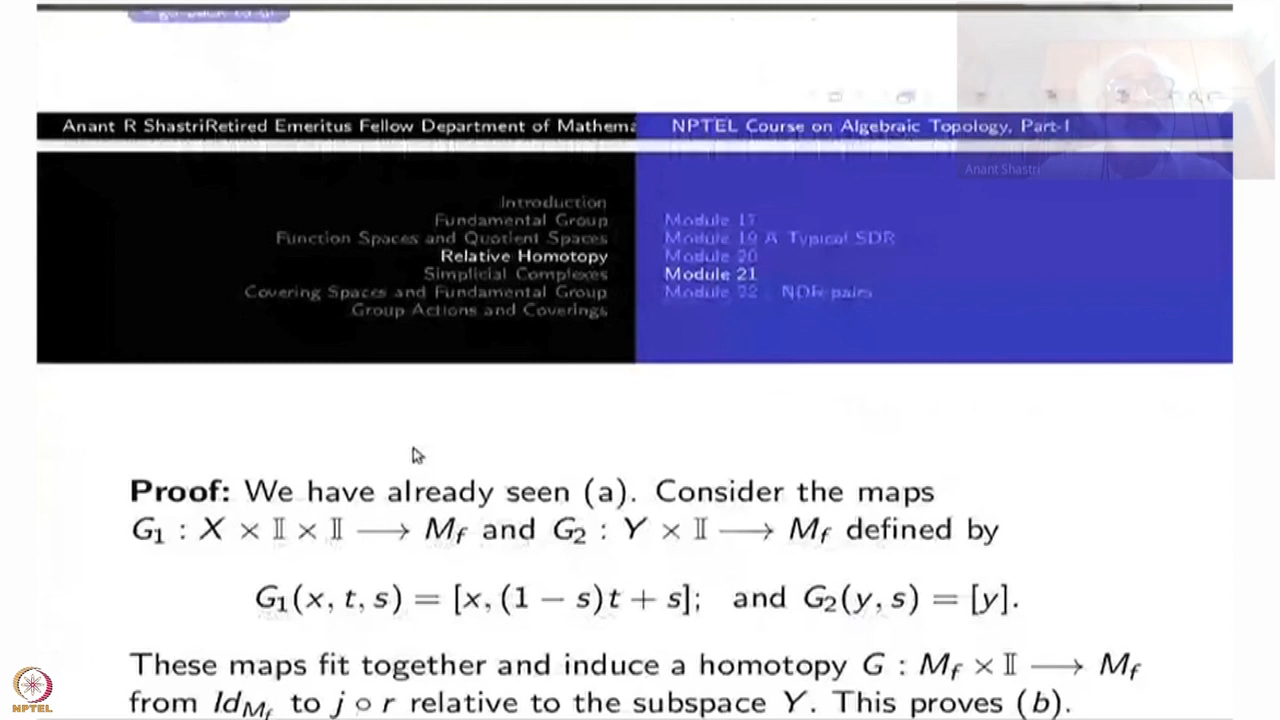 Anant R ShastriRetired Emeritus Fellow Department of Mathema
NPTEL Course on Algebraic Topology, Part-I
Anant Shastri
Introduction
Fundamental Group
Function Spaces and Quotient Spaces
Relative Homotopy
Simplicial Complexes
Covering Spaces and Fundamental Group
Group Actions and Coverings
Module 17
Module 19 A Typical SDR
Module 20
Module 21
Module 22 NDR pairs
Proof: We have already seen (a). Consider the maps
G₁ : X × 𝕀 × 𝕀 ⟶ M_f and G₂ : Y × 𝕀 ⟶ M_f defined by
G₁(x, t, s) = [x, (1 − s)t + s]; and G₂(y, s) = [y].
These maps fit together and induce a homotopy G : M_f × 𝕀 ⟶ M_f
from Id_{M_f} to j ∘ r relative to the subspace Y. This proves (b).
NPTEL